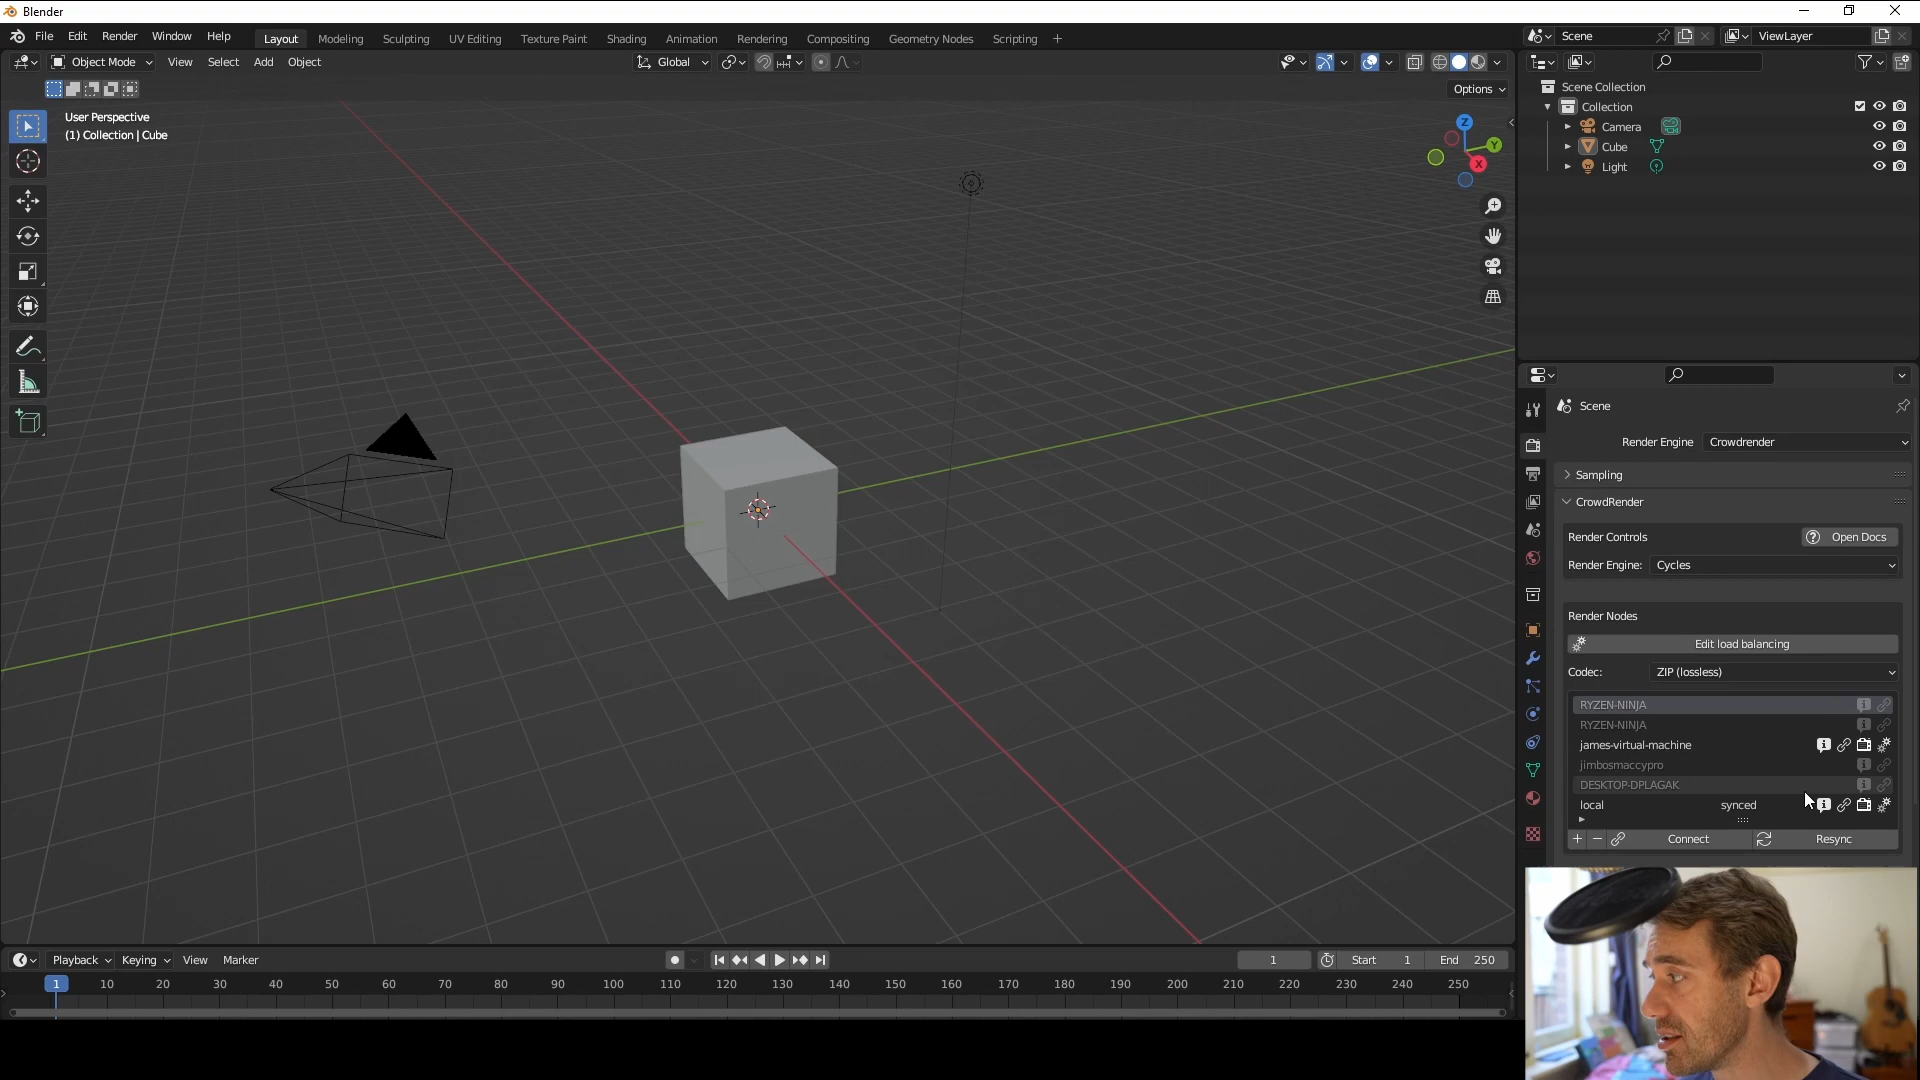 Blender
File Edit Render Window Help Layout Modeling Sculpting UV Editing Texture Paint Shading Animation Rendering Compositing Geometry Nodes Scripting Scene ViewLayer
Object Mode View Select Add Object Global
Options
User Perspective
(1) Collection | Cube
Z
Y
X
Scene Collection
Collection
Camera
Cube
Light
Scene
Render Engine Crowdrender
Sampling
CrowdRender
Render Controls Open Docs
Render Engine: Cycles
Render Nodes
Edit load balancing
Codec: ZIP (lossless)
RYZEN-NINJA
RYZEN-NINJA
james-virtual-machine
jimbosmaccypro
DESKTOP-DPLAGAK
local synced
Connect Resync
Playback Keying View Marker 1 Start 1 End 250
1 10 20 30 40 50 60 70 80 90 100 110 120 130 140 150 160 170 180 190 200 210 220 230 240 250